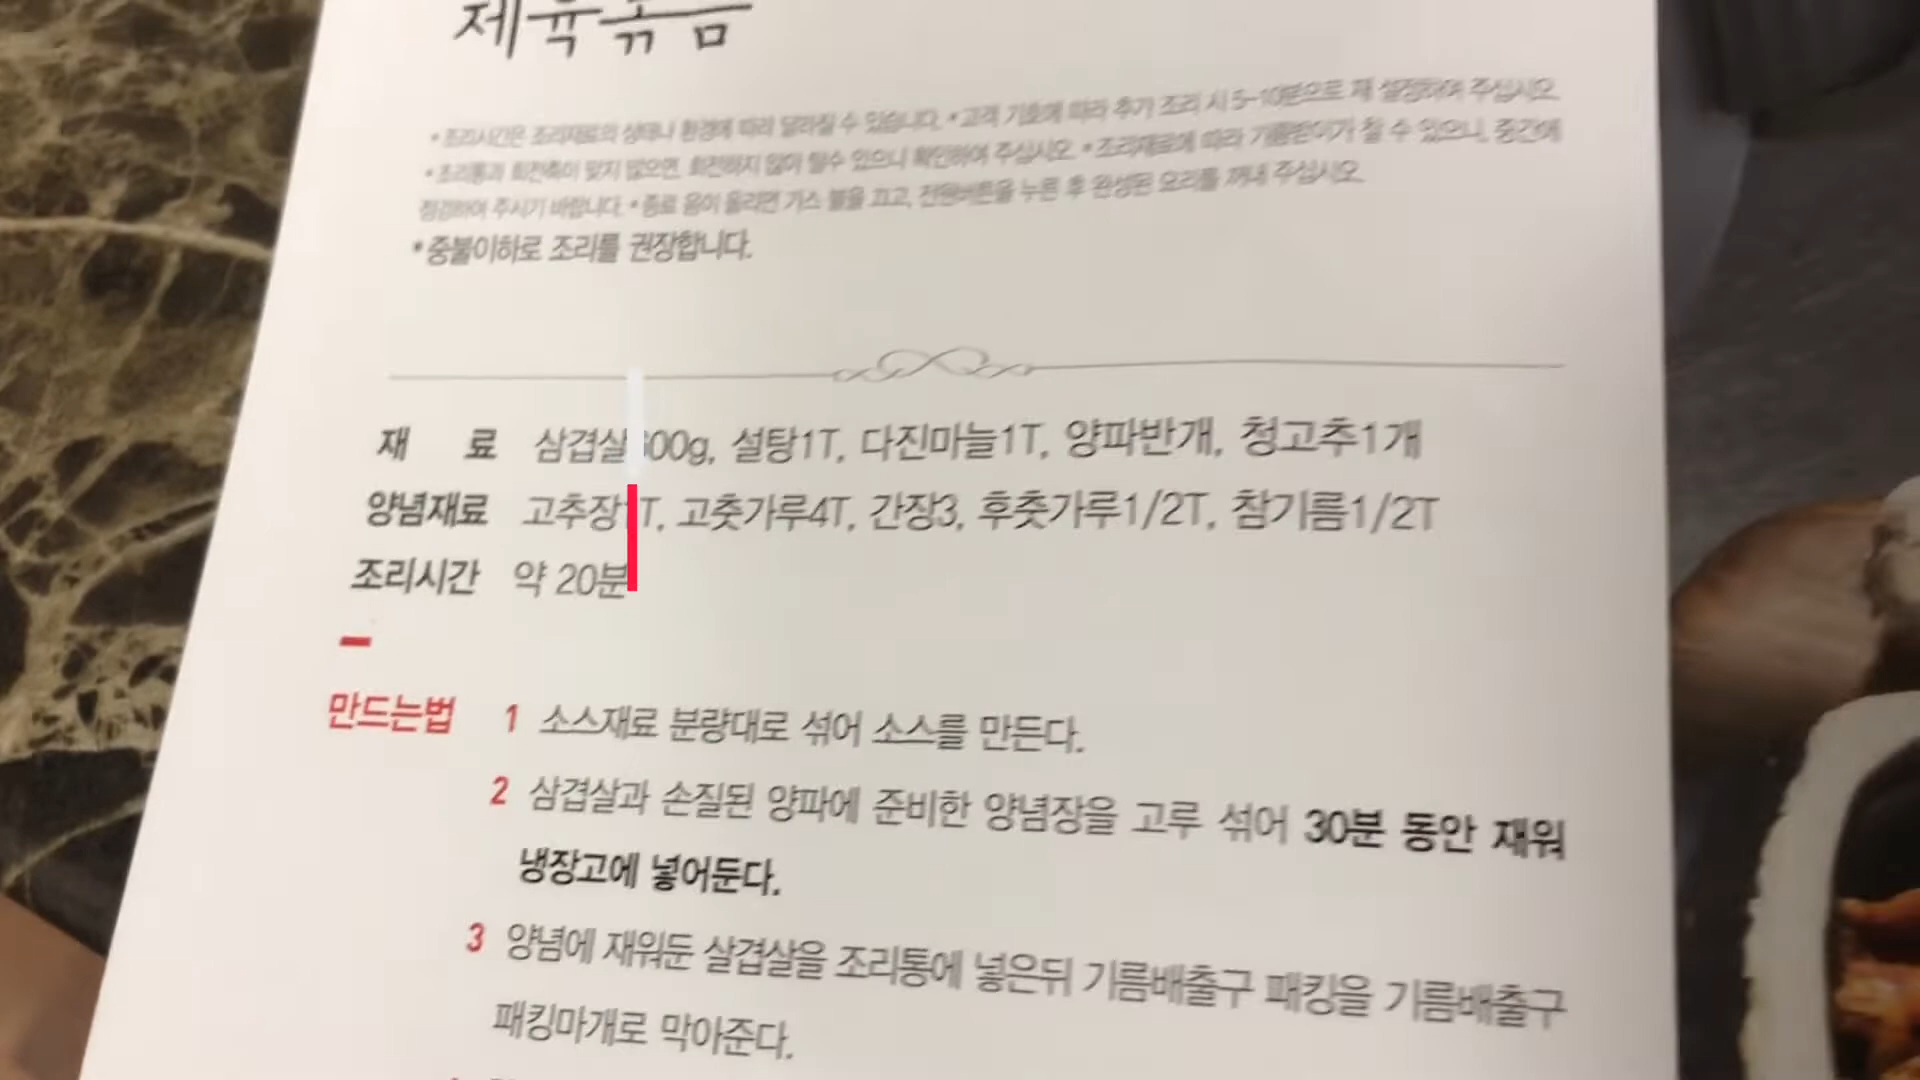 제육볶음
* 조리시간은 조리재료의 상태나 환경에 따라 달라질 수 있습니다. * 고객 기호에 따라 추가 조리 시 5~10분으로 재 설정하여 주십시오.
* 조리통과 회전축이 맞지 않으면, 회전하지 않아 탈수 있으니 확인하여 주십시오. * 조리재료에 따라 기름받이가 찰 수 있으니, 중간에
점검하여 주시기 바랍니다. * 종료 음이 울리면 가스 불을 끄고, 전원버튼을 누른 후 완성된 요리를 꺼내 주십시오.
* 중불이하로 조리를 권장합니다.
재 료 삼겹살 00g, 설탕1T, 다진마늘1T, 양파반개, 청고추1개
양념재료 고추장 T, 고춧가루4T, 간장3, 후춧가루1/2T, 참기름1/2T
조리시간 약 20분
만드는법 1 소스재료 분량대로 섞어 소스를 만든다.
2 삼겹살과 손질된 양파에 준비한 양념장을 고루 섞어 30분 동안 재워
냉장고에 넣어둔다.
3 양념에 재워둔 살겹살을 조리통에 넣은뒤 기름배출구 패킹을 기름배출구
패킹마개로 막아준다.